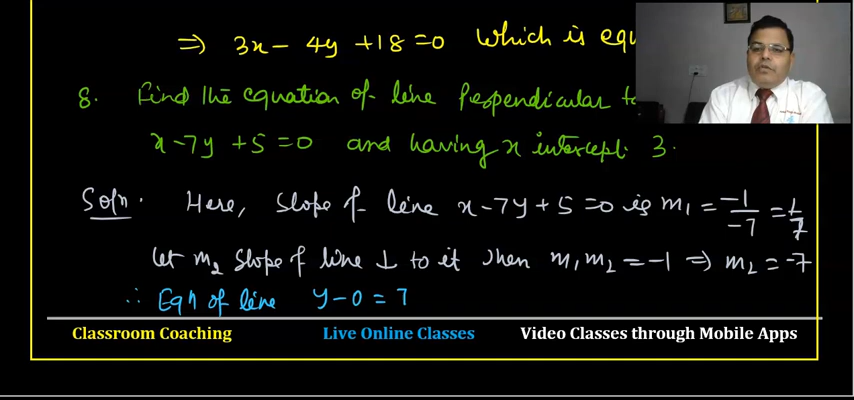 ⇒ 3x - 4y + 18 = 0 which is equ
8. Find the equation of line perpendicular to
x - 7y + 5 = 0 and having x intercept 3.
Soln. Here, slope of line x - 7y + 5 = 0 is m₁ = -1/-7 = 1/7
Let m₂ slope of line ⊥ to it then m₁m₂ = -1 ⇒ m₂ = -7
∴ Eqn of line y - 0 = 7
Classroom Coaching Live Online Classes Video Classes through Mobile Apps